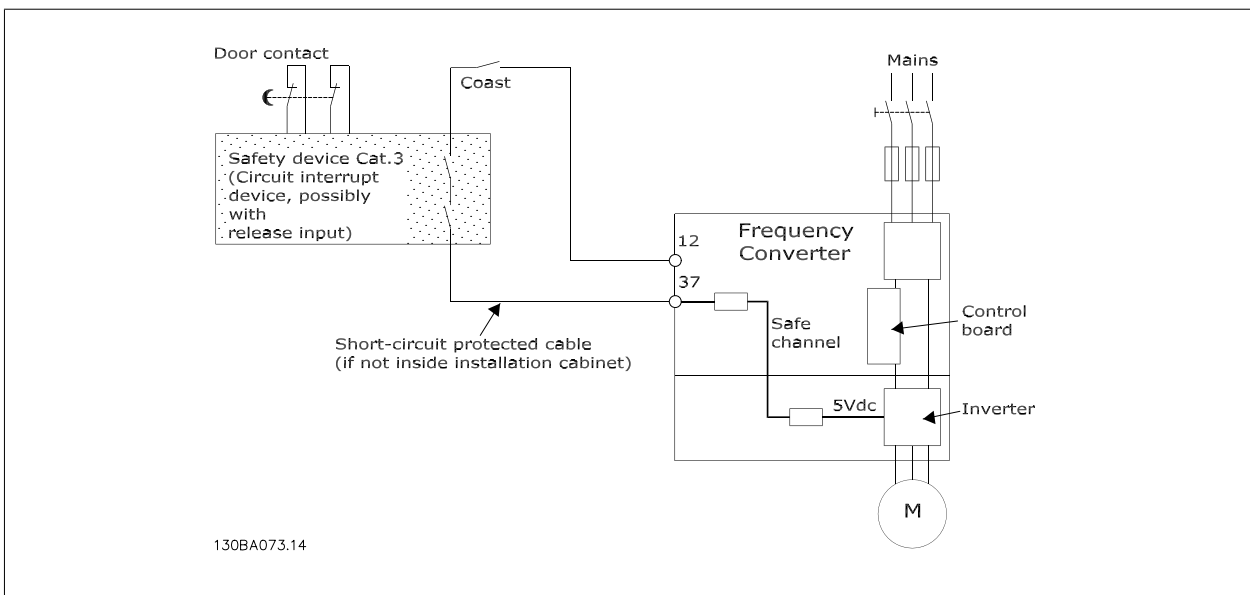 Door contact
Coast
Mains
Safety device Cat.3
(Circuit interrupt
device, possibly
with
release input)
12
Frequency
Converter
37
Safe
channel
Control
board
Short-circuit protected cable
(if not inside installation cabinet)
5Vdc
Inverter
M
130BA073.14